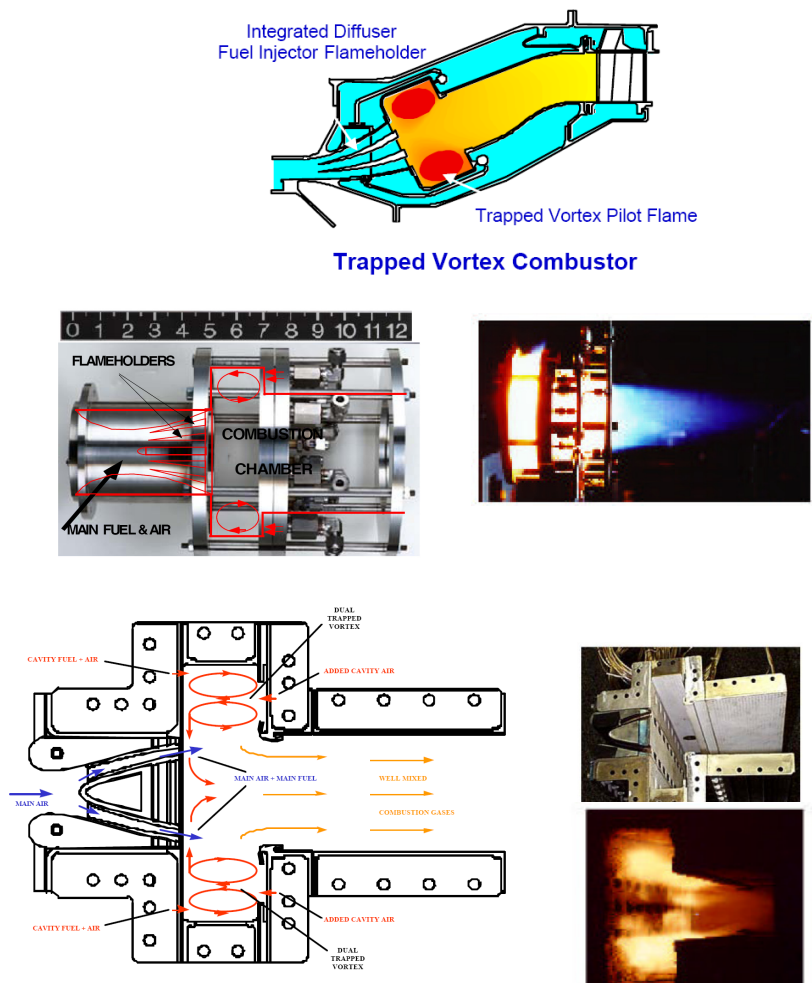 Integrated Diffuser
Fuel Injector Flameholder
Trapped Vortex Pilot Flame
Trapped Vortex Combustor
0 1 2 3 4 5 6 7 8 9 10 11 12
FLAMEHOLDERS
COMBUSTION
CHAMBER
MAIN FUEL & AIR
DUAL
TRAPPED
VORTEX
CAVITY FUEL + AIR
ADDED CAVITY AIR
MAIN AIR + MAIN FUEL
WELL MIXED
MAIN AIR
COMBUSTION GASES
CAVITY FUEL + AIR
ADDED CAVITY AIR
DUAL
TRAPPED
VORTEX